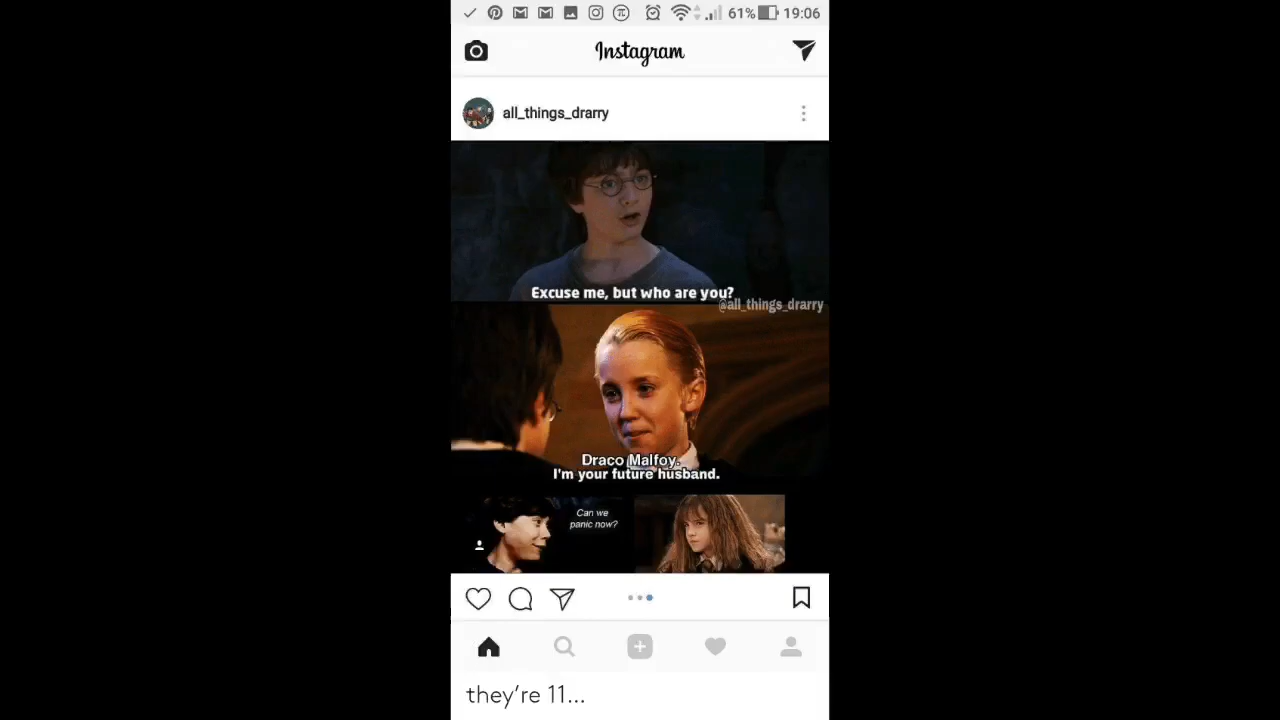 61% 19:06
Instagram
all_things_drarry
Excuse me, but who are you?
@all_things_drarry
Draco Malfoy.
I'm your future husband.
Can we
panic now?
they're 11...